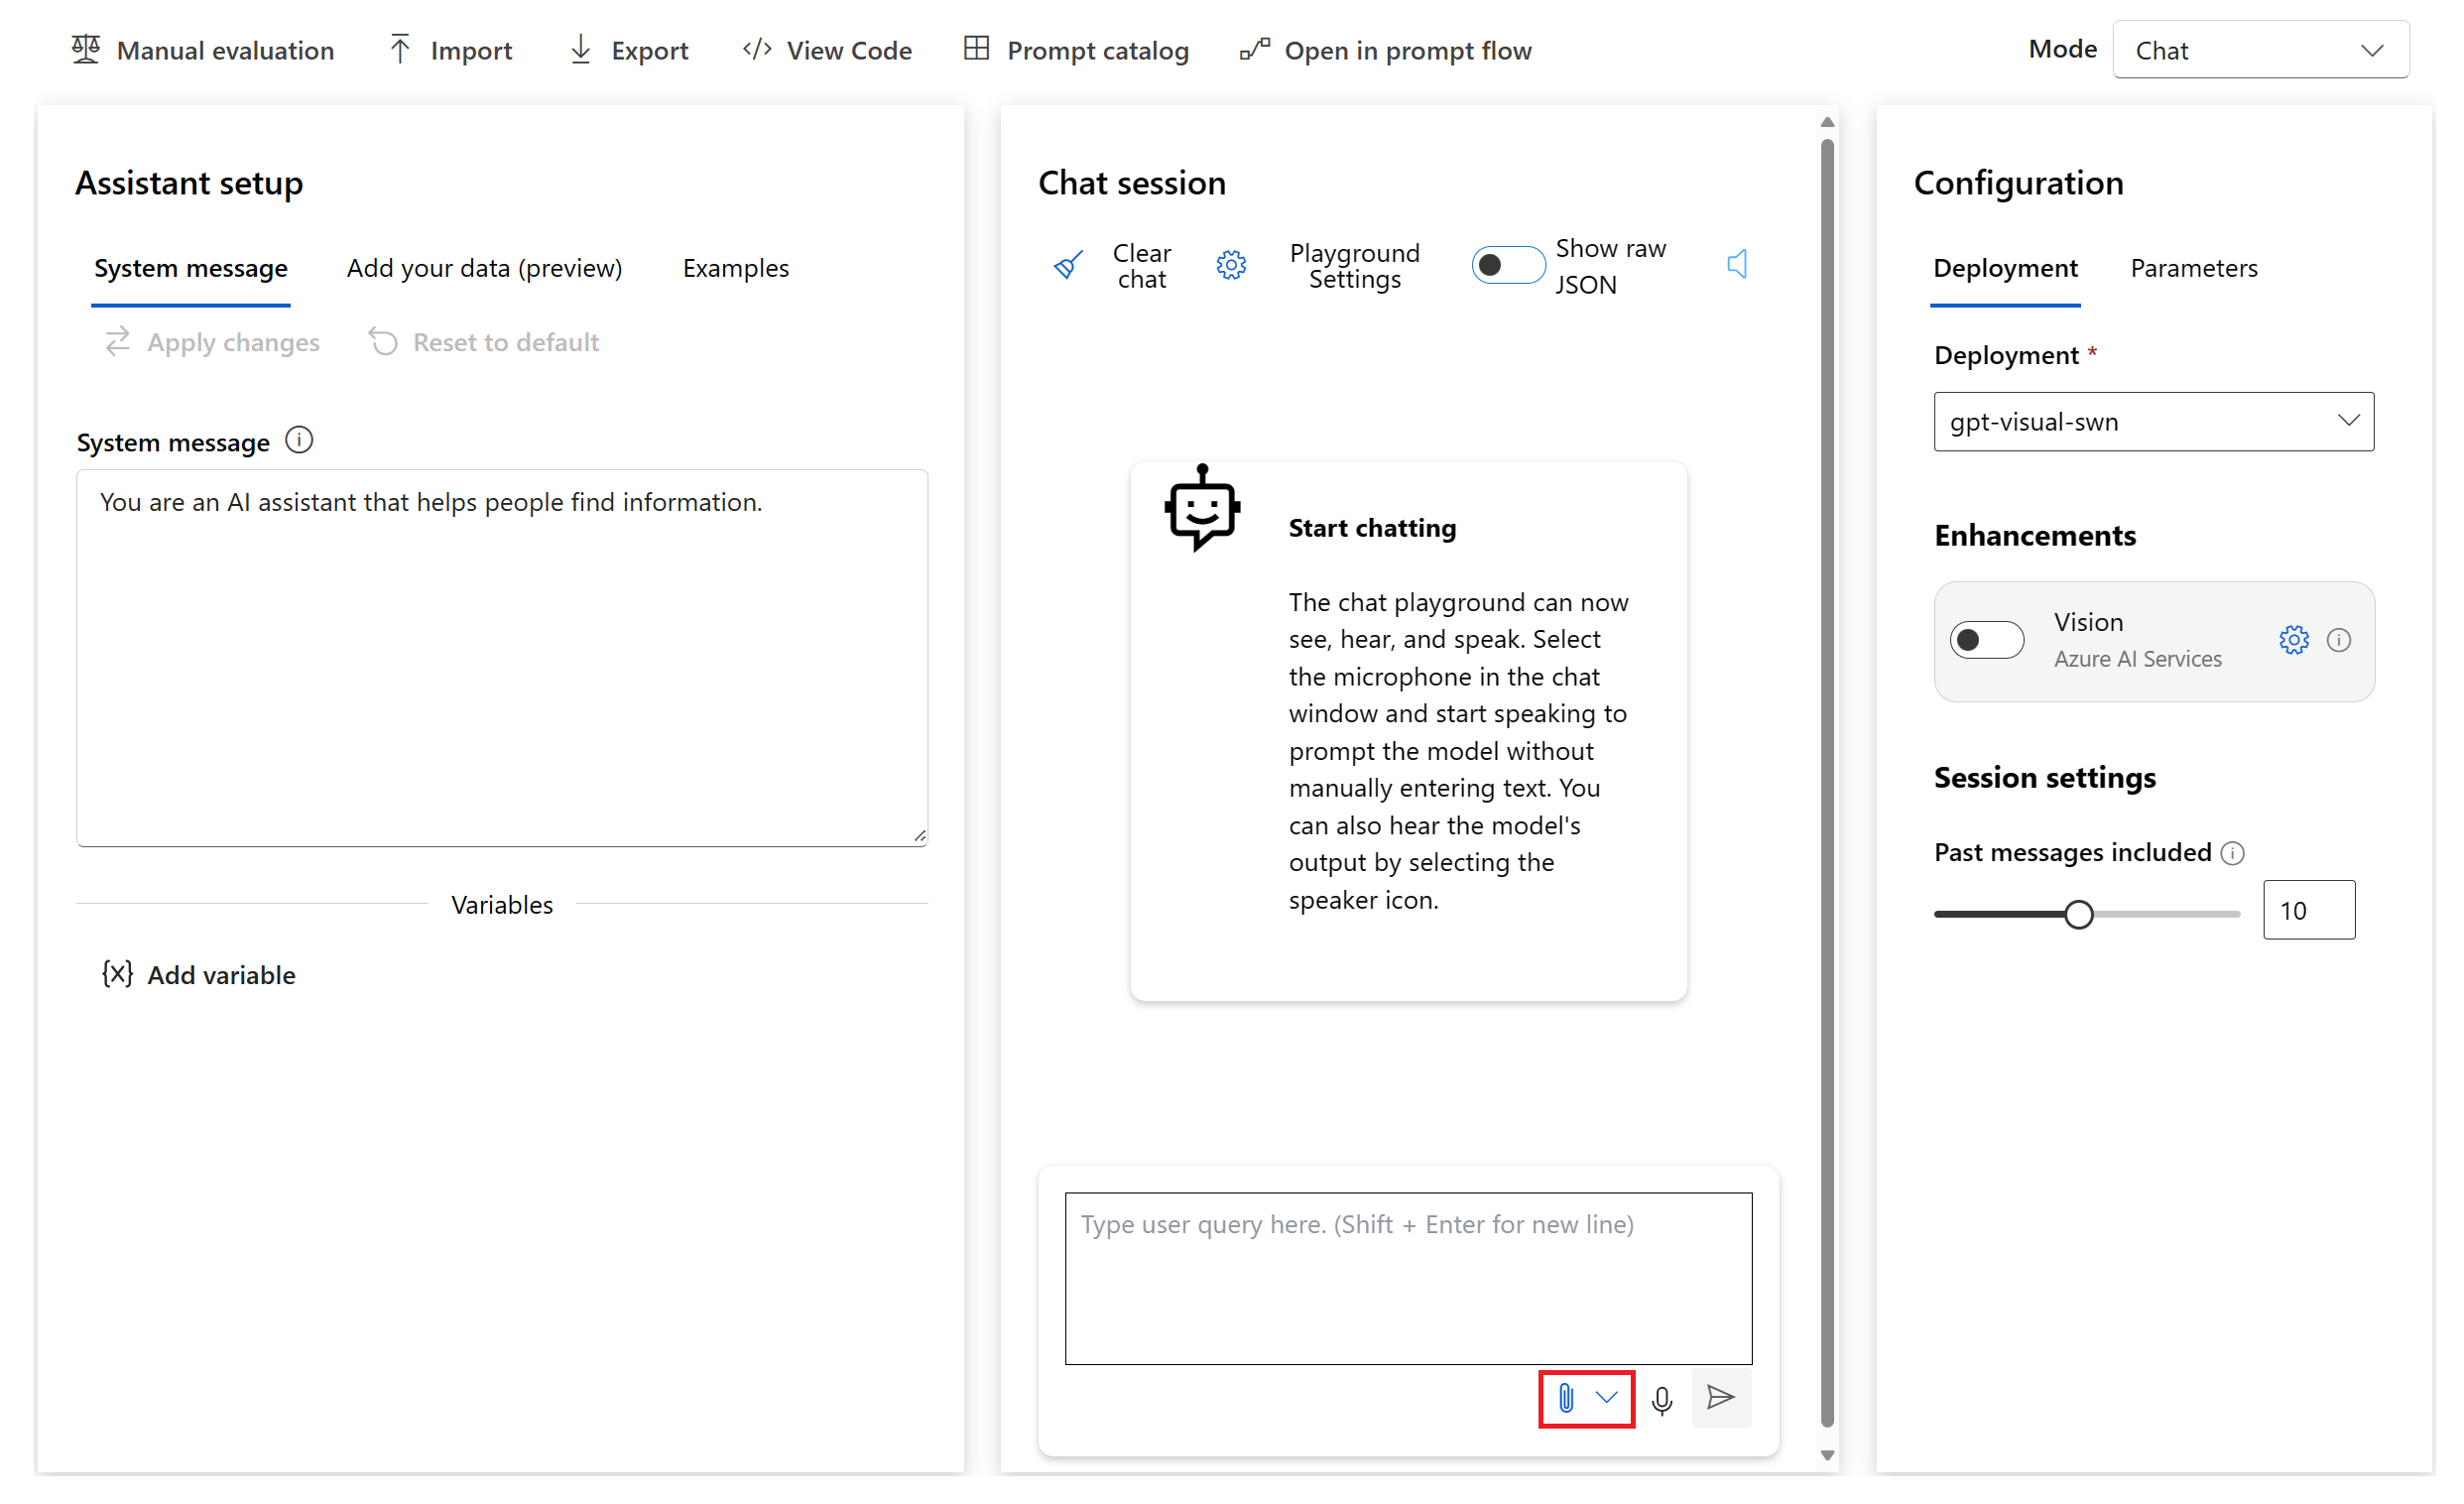 Manual evaluation
Import
Export
View Code
Prompt catalog
Open in prompt flow
Mode
Chat
Assistant setup
System message
Add your data (preview)
Examples
Apply changes
Reset to default
System message
You are an AI assistant that helps people find information.
Variables
{x} Add variable
Chat session
Clear
chat
Playground
Settings
Show raw
JSON
Start chatting
The chat playground can now
see, hear, and speak. Select
the microphone in the chat
window and start speaking to
prompt the model without
manually entering text. You
can also hear the model's
output by selecting the
speaker icon.
Type user query here. (Shift + Enter for new line)
Configuration
Deployment
Parameters
Deployment *
gpt-visual-swn
Enhancements
Vision
Azure AI Services
Session settings
Past messages included
10